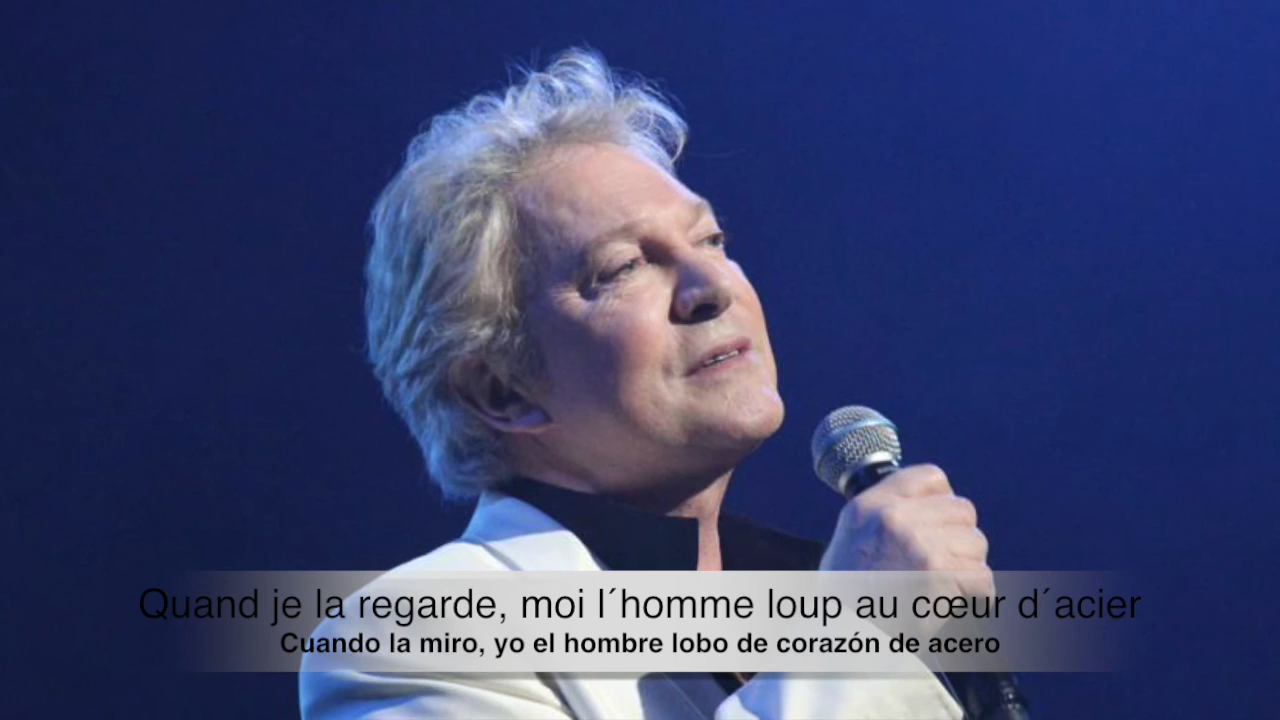 Quand je la regarde, moi l´homme loup au cœur d´acier
Cuando la miro, yo el hombre lobo de corazón de acero